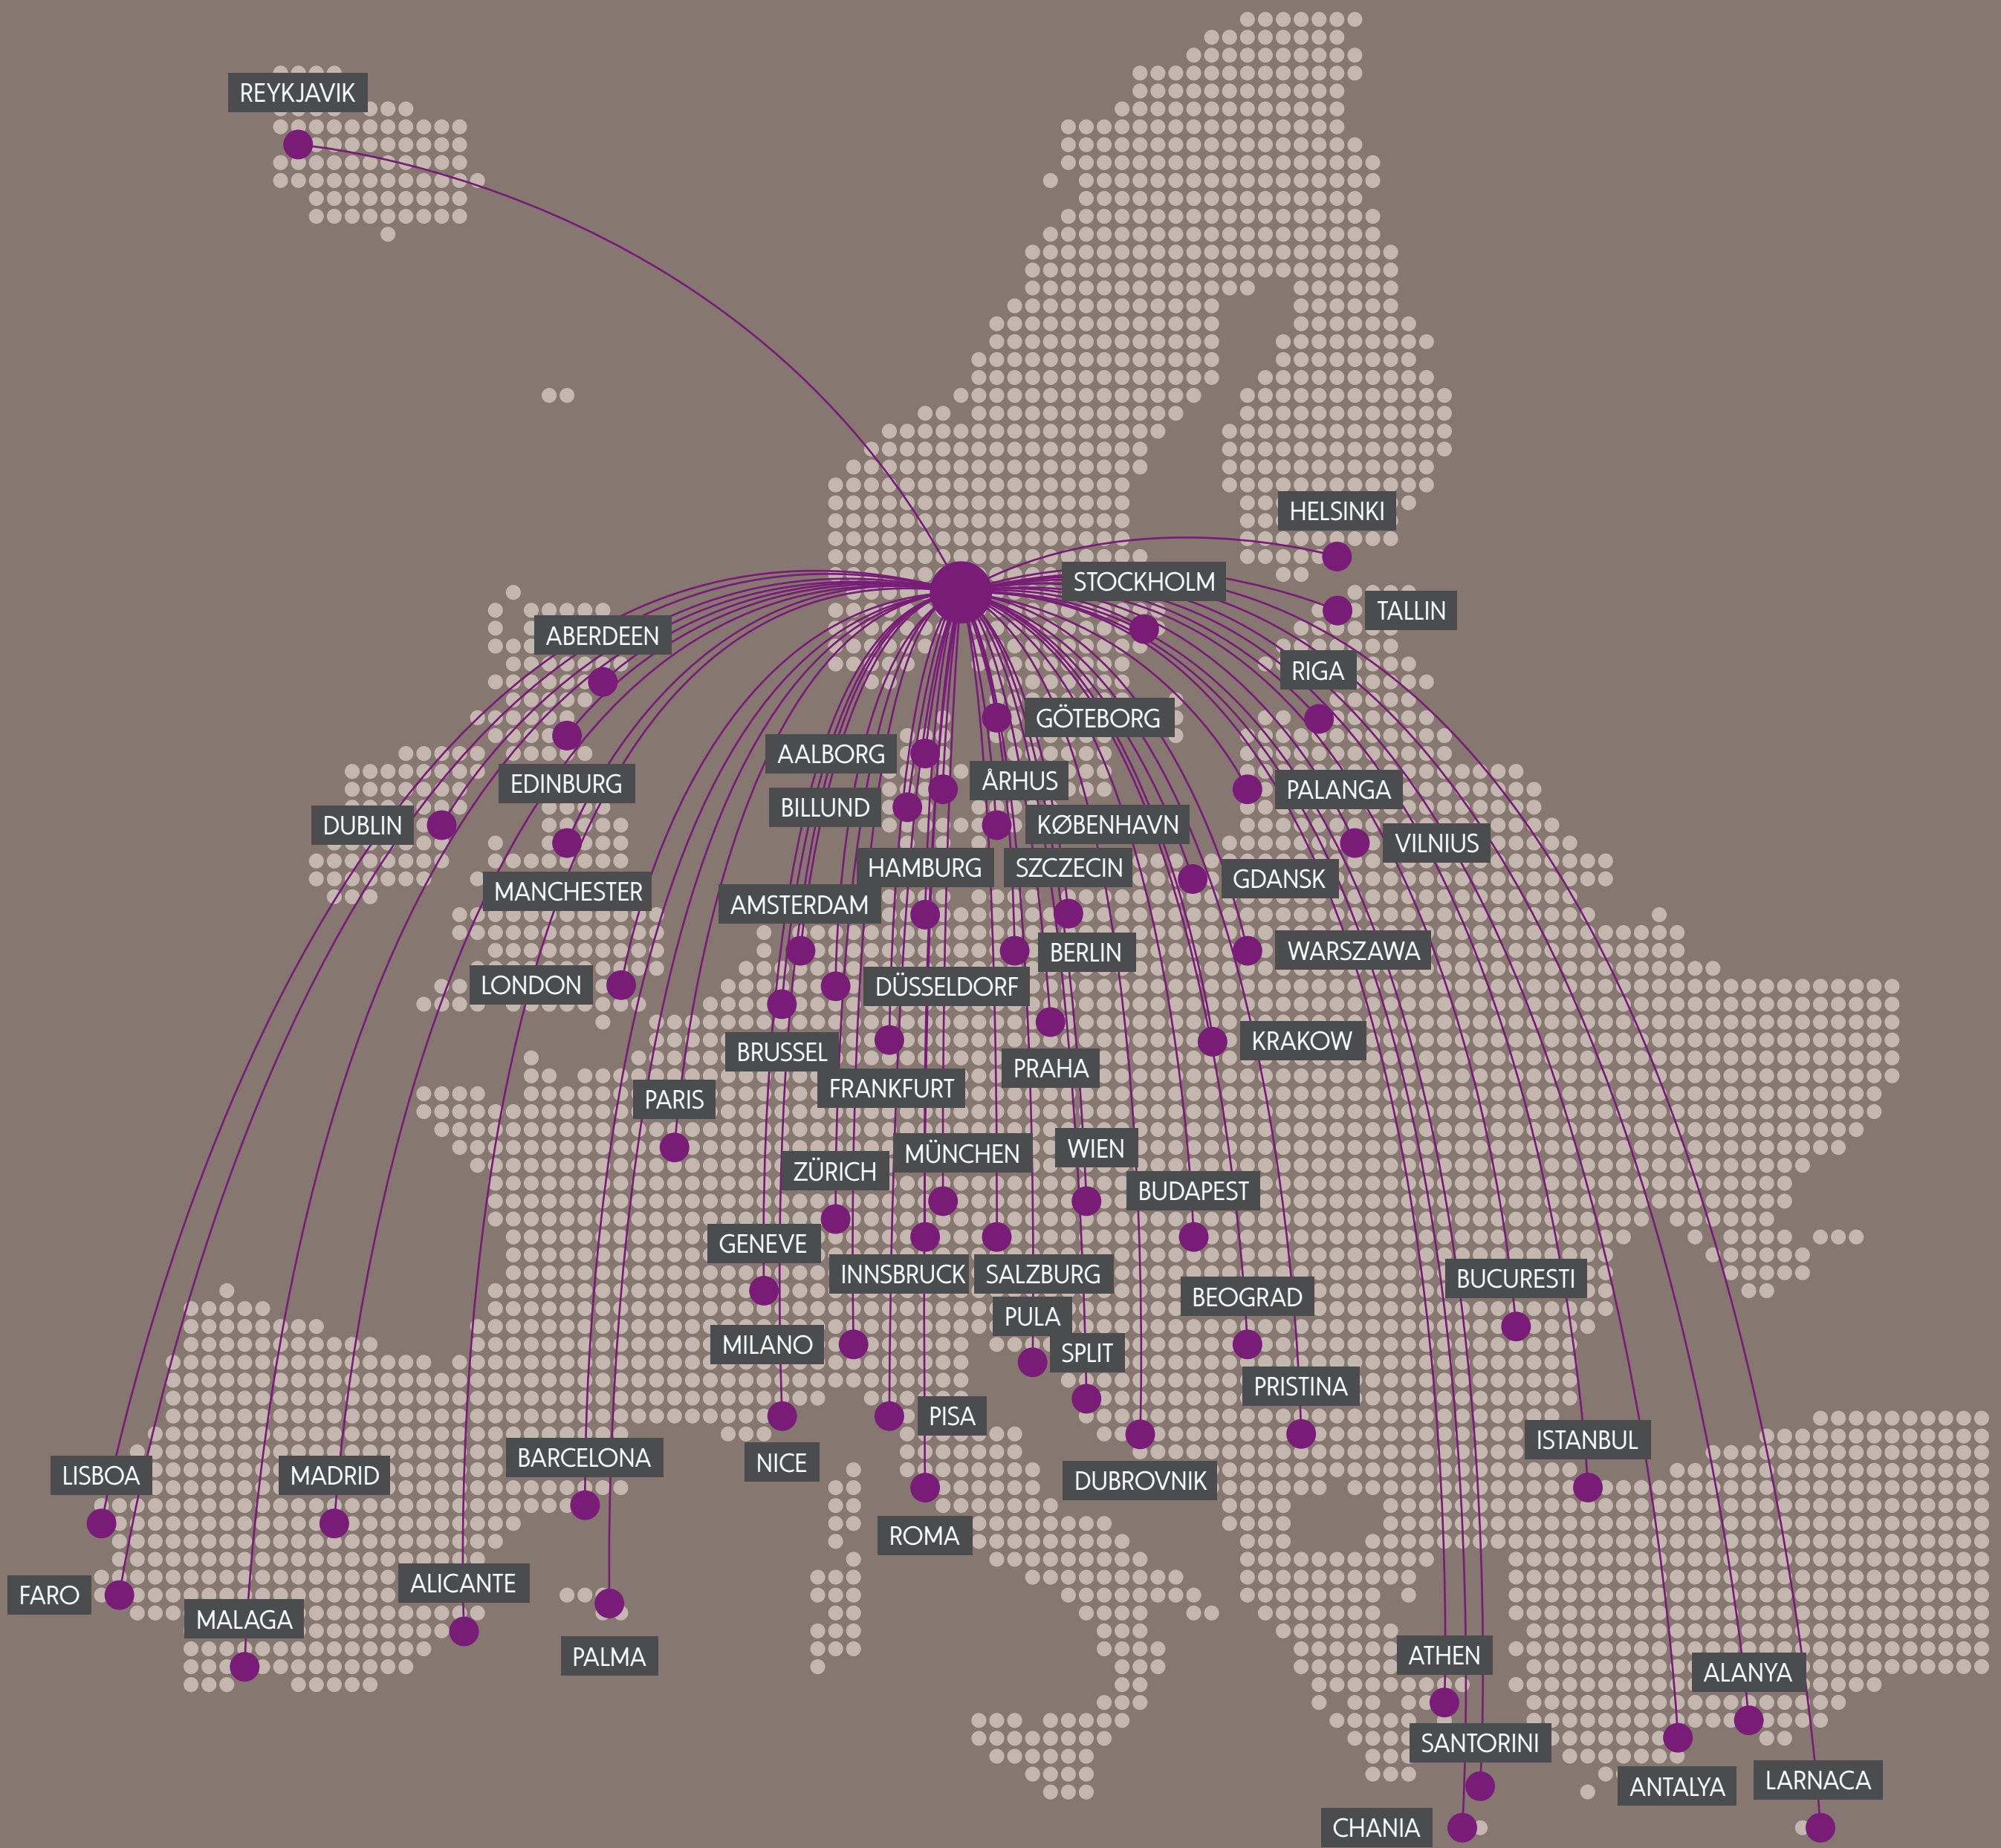 REYKJAVIK
HELSINKI
STOCKHOLM
TALLIN
ABERDEEN
RIGA
GÖTEBORG
AALBORG
EDINBURG
ÅRHUS
PALANGA
BILLUND
DUBLIN
KØBENHAVN
VILNIUS
HAMBURG
SZCZECIN
GDANSK
MANCHESTER
AMSTERDAM
WARSZAWA
BERLIN
LONDON
DÜSSELDORF
KRAKOW
BRUSSEL
PRAHA
FRANKFURT
PARIS
WIEN
MÜNCHEN
ZÜRICH
BUDAPEST
GENEVE
INNSBRUCK
SALZBURG
BUCURESTI
BEOGRAD
PULA
MILANO
SPLIT
PRISTINA
PISA
ISTANBUL
BARCELONA
NICE
LISBOA
MADRID
DUBROVNIK
ROMA
ALICANTE
FARO
MALAGA
PALMA
ATHEN
ALANYA
SANTORINI
LARNACA
ANTALYA
CHANIA